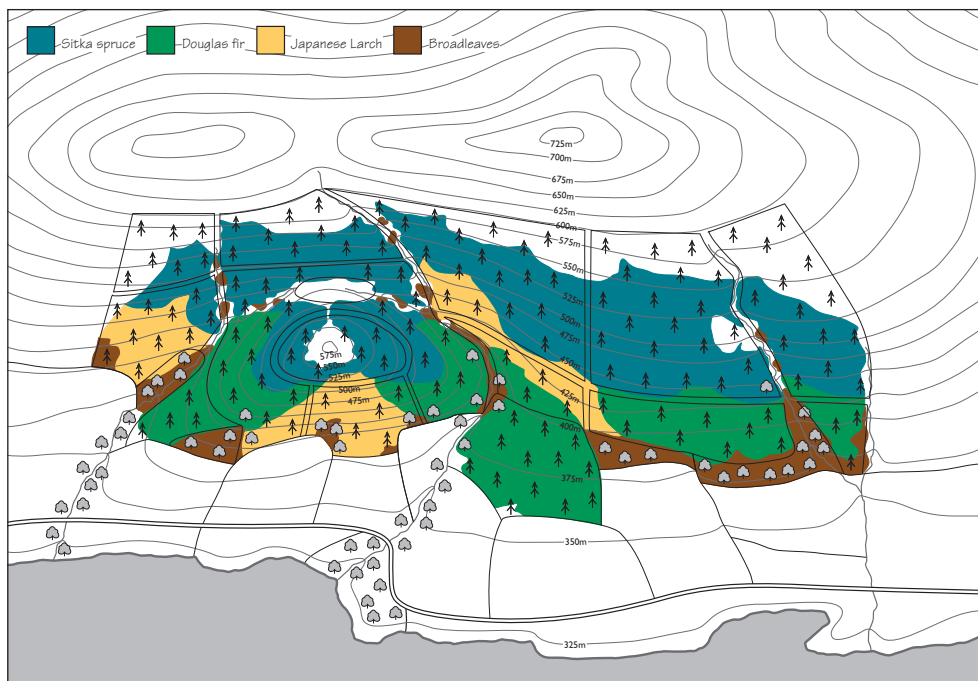 Sitka spruce Douglas fir Japanese Larch Broadleaves
725m
700m
675m
650m
625m
600m
575m
550m
525m
500m
475m
450m
425m
400m
375m
350m
325m
575m
550m
525m
500m
475m